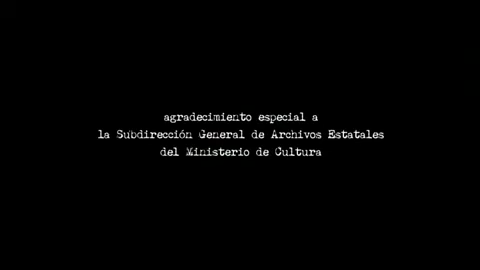 agradecimiento especial a
la Subdirección General de Archivos Estatales
del Ministerio de Cultura